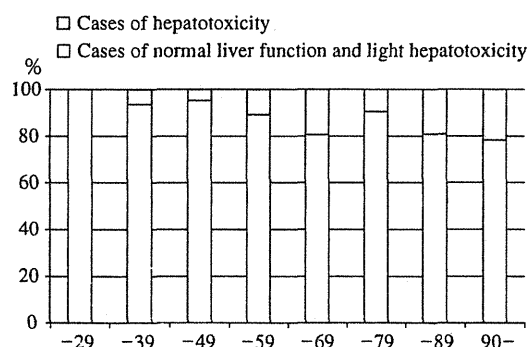 □ Cases of hepatotoxicity
□ Cases of normal liver function and light hepatotoxicity
%
100
80
60
40
20
0
−29 −39 −49 −59 −69 −79 −89 90−